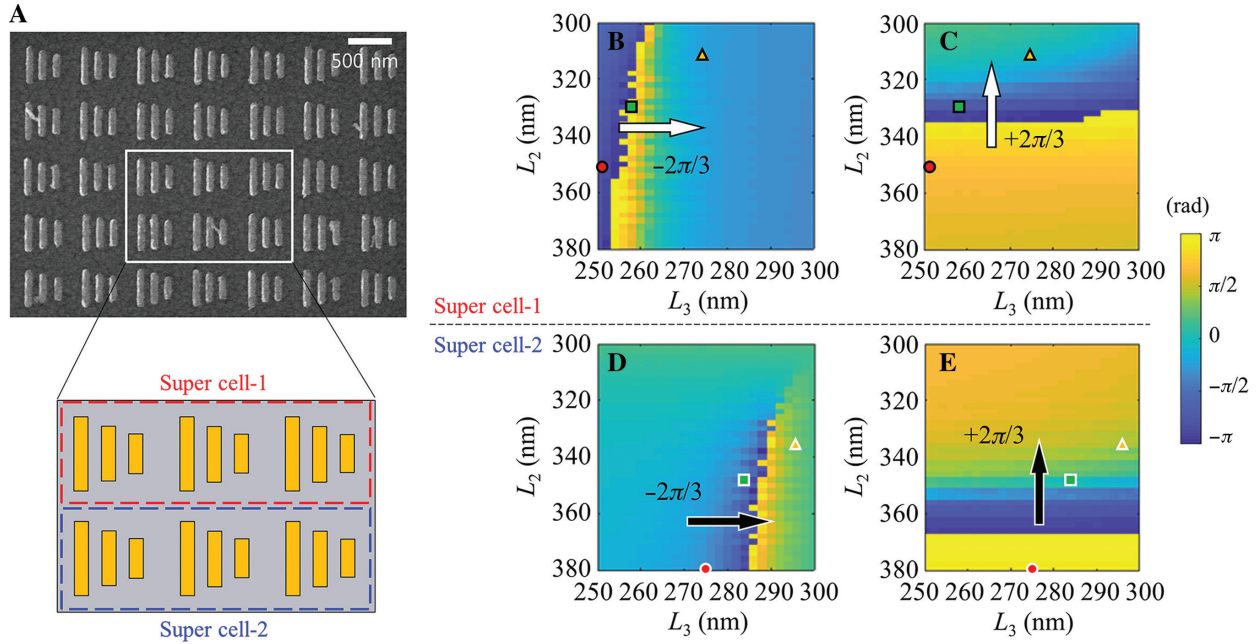 A
500 nm
Super cell-1
Super cell-2
B
L2 (nm)
300
320
340
360
380
−2π/3
250 260 270 280 290 300
L3 (nm)
C
L2 (nm)
300
320
340
360
380
+2π/3
250 260 270 280 290 300
L3 (nm)
Super cell-1
Super cell-2
D
L2 (nm)
300
320
340
360
380
−2π/3
250 260 270 280 290 300
L3 (nm)
E
L2 (nm)
300
320
340
360
380
+2π/3
250 260 270 280 290 300
L3 (nm)
(rad)
π
π/2
0
−π/2
−π